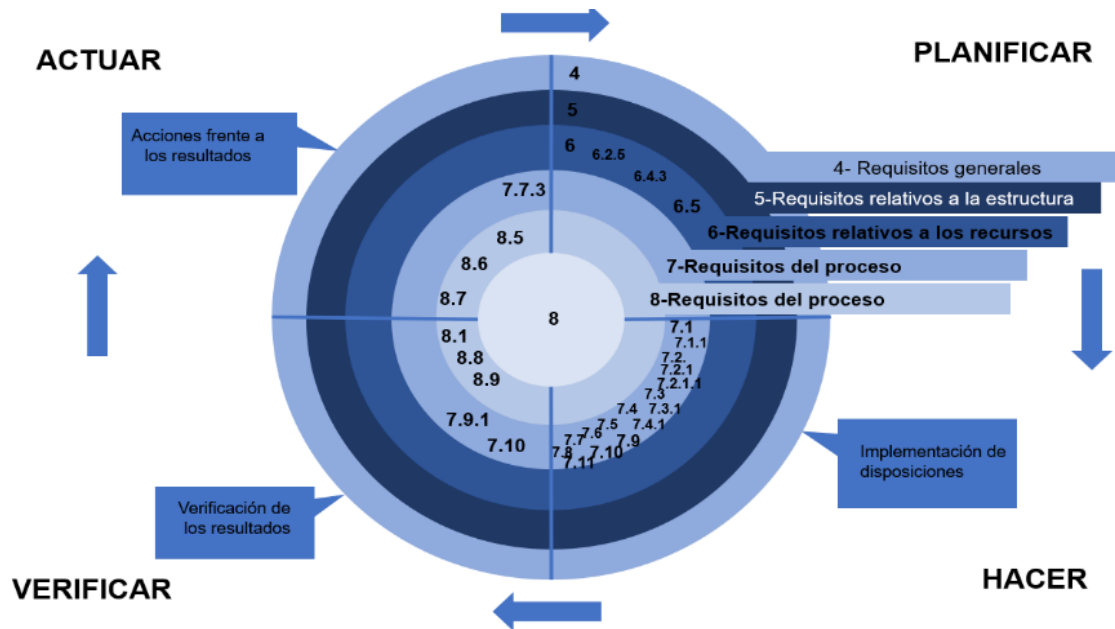 ACTUAR
PLANIFICAR
Acciones frente a
los resultados
4
5
6
6.2.5
6.4.3
6.5
4- Requisitos generales
5-Requisitos relativos a la estructura
6-Requisitos relativos a los recursos
7-Requisitos del proceso
8-Requisitos del proceso
7.7.3
8.5
8.6
8.7
8
8.1
8.8
8.9
7.9.1
7.10
7.1
7.1.1
7.2.
7.2.1
7.2.1.1
7.3
7.3.1
7.4
7.4.1
7.5
7.6
7.7
7.8
7.9
7.10
7.11
Implementación de
disposiciones
Verificación de
los resultados
VERIFICAR
HACER